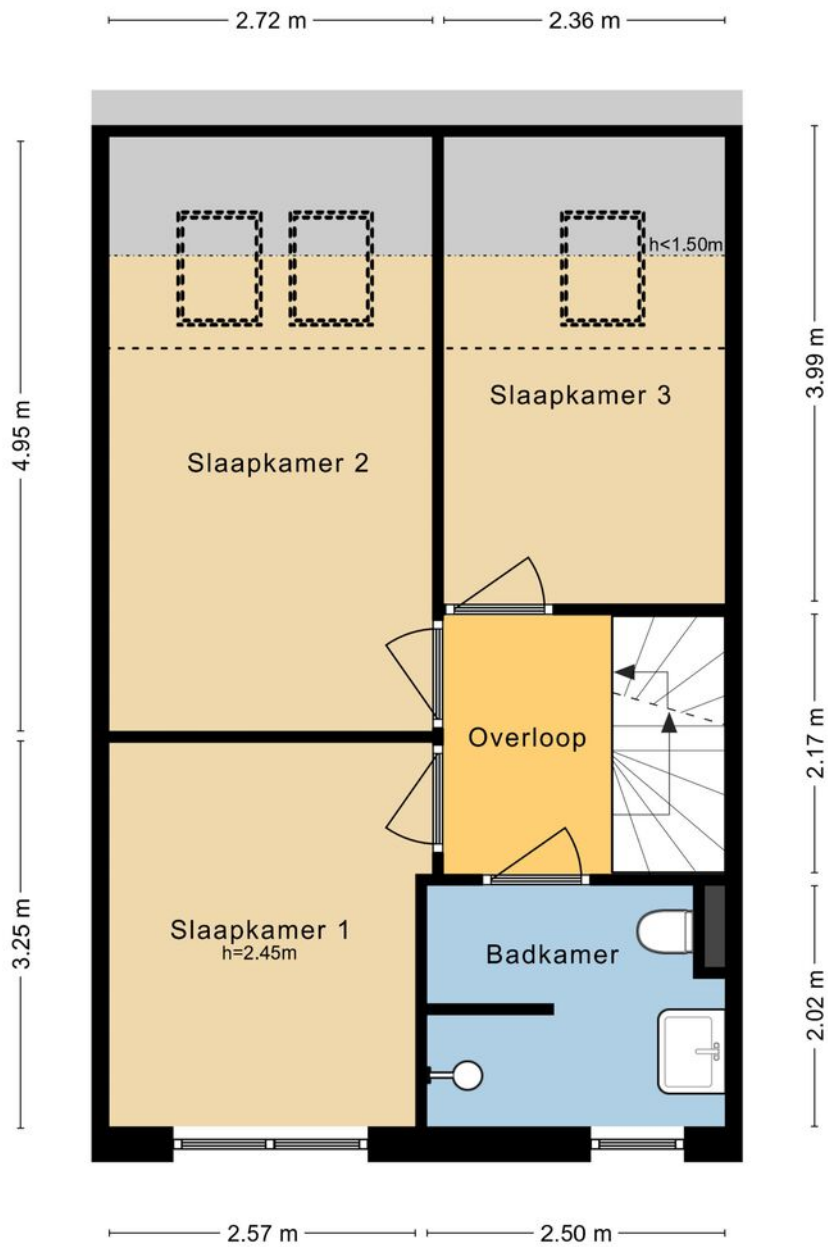 2.72 m
2.36 m
h<1.50m
3.99 m
Slaapkamer 3
4.95 m
Slaapkamer 2
Overloop
2.17 m
Slaapkamer 1
h=2.45m
3.25 m
Badkamer
2.02 m
2.57 m
2.50 m